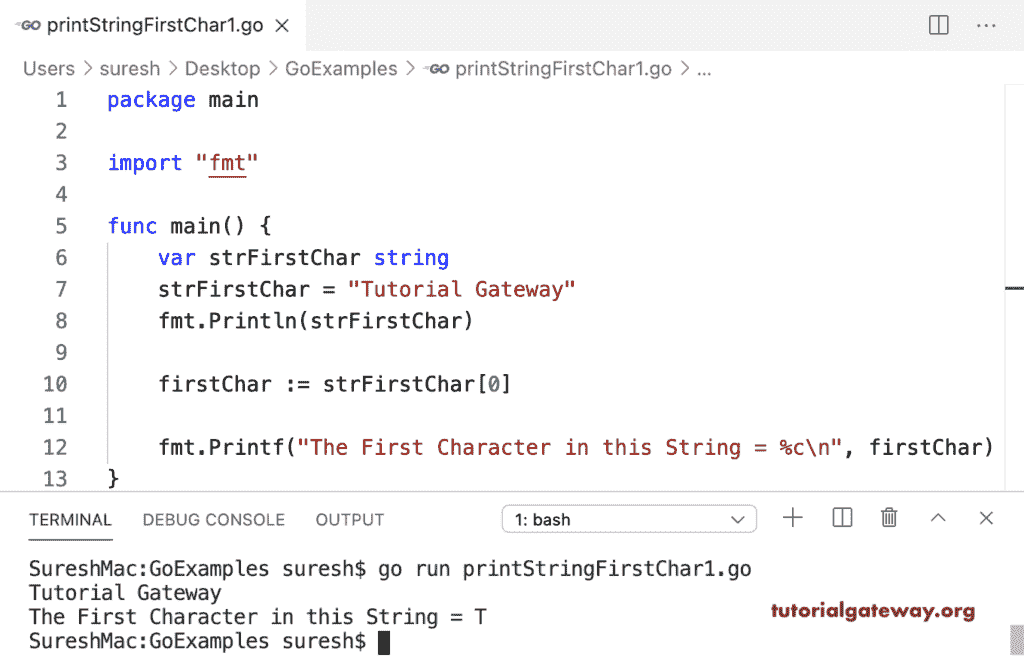 GO printStringFirstChar1.go ×
Users > suresh > Desktop > GoExamples > GO printStringFirstChar1.go > ...
1 package main
2
3 import "fmt"
4
5 func main() {
6 var strFirstChar string
7 strFirstChar = "Tutorial Gateway"
8 fmt.Println(strFirstChar)
9
10 firstChar := strFirstChar[0]
11
12 fmt.Printf("The First Character in this String = %c\n", firstChar)
13 }
TERMINAL DEBUG CONSOLE OUTPUT 1: bash
SureshMac:GoExamples suresh$ go run printStringFirstChar1.go
Tutorial Gateway
The First Character in this String = T
tutorialgateway.org
SureshMac:GoExamples suresh$